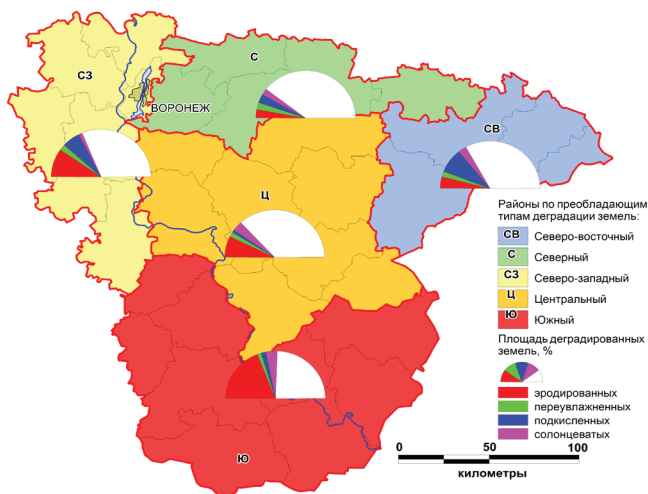 С
СЗ
ВОРОНЕЖ
СВ
Ц
Ю
Районы по преобладающим
типам деградации земель:
СВ Северо-восточный
С Северный
СЗ Северо-западный
Ц Центральный
Ю Южный
Площадь деградированных
земель, %
эродированных
переувлажненных
подкисленных
солонцеватых
0 50 100
километры